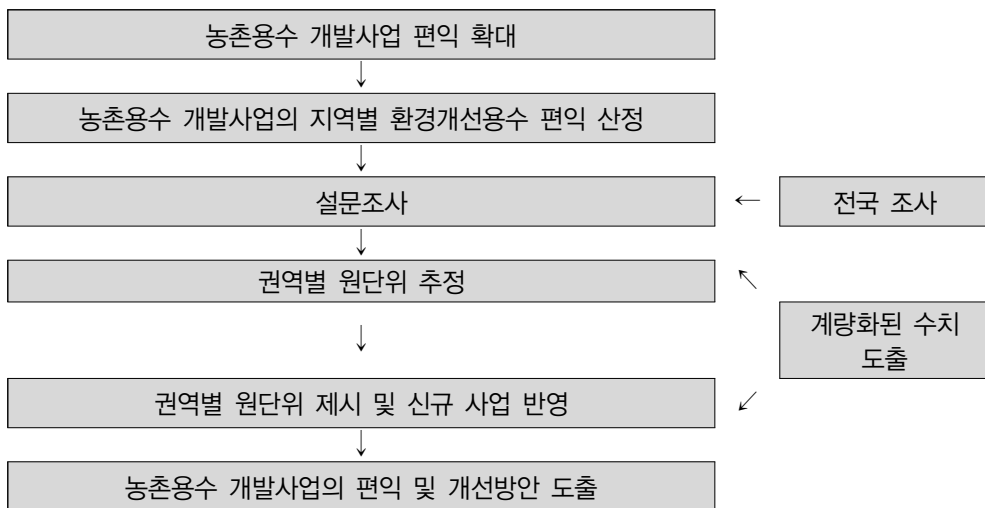 농촌용수 개발사업 편익 확대
↓
농촌용수 개발사업의 지역별 환경개선용수 편익 산정
↓
설문조사 ← 전국 조사
↓
권역별 원단위 추정
↖
계량화된 수치
도출
↓
↙
권역별 원단위 제시 및 신규 사업 반영
↓
농촌용수 개발사업의 편익 및 개선방안 도출